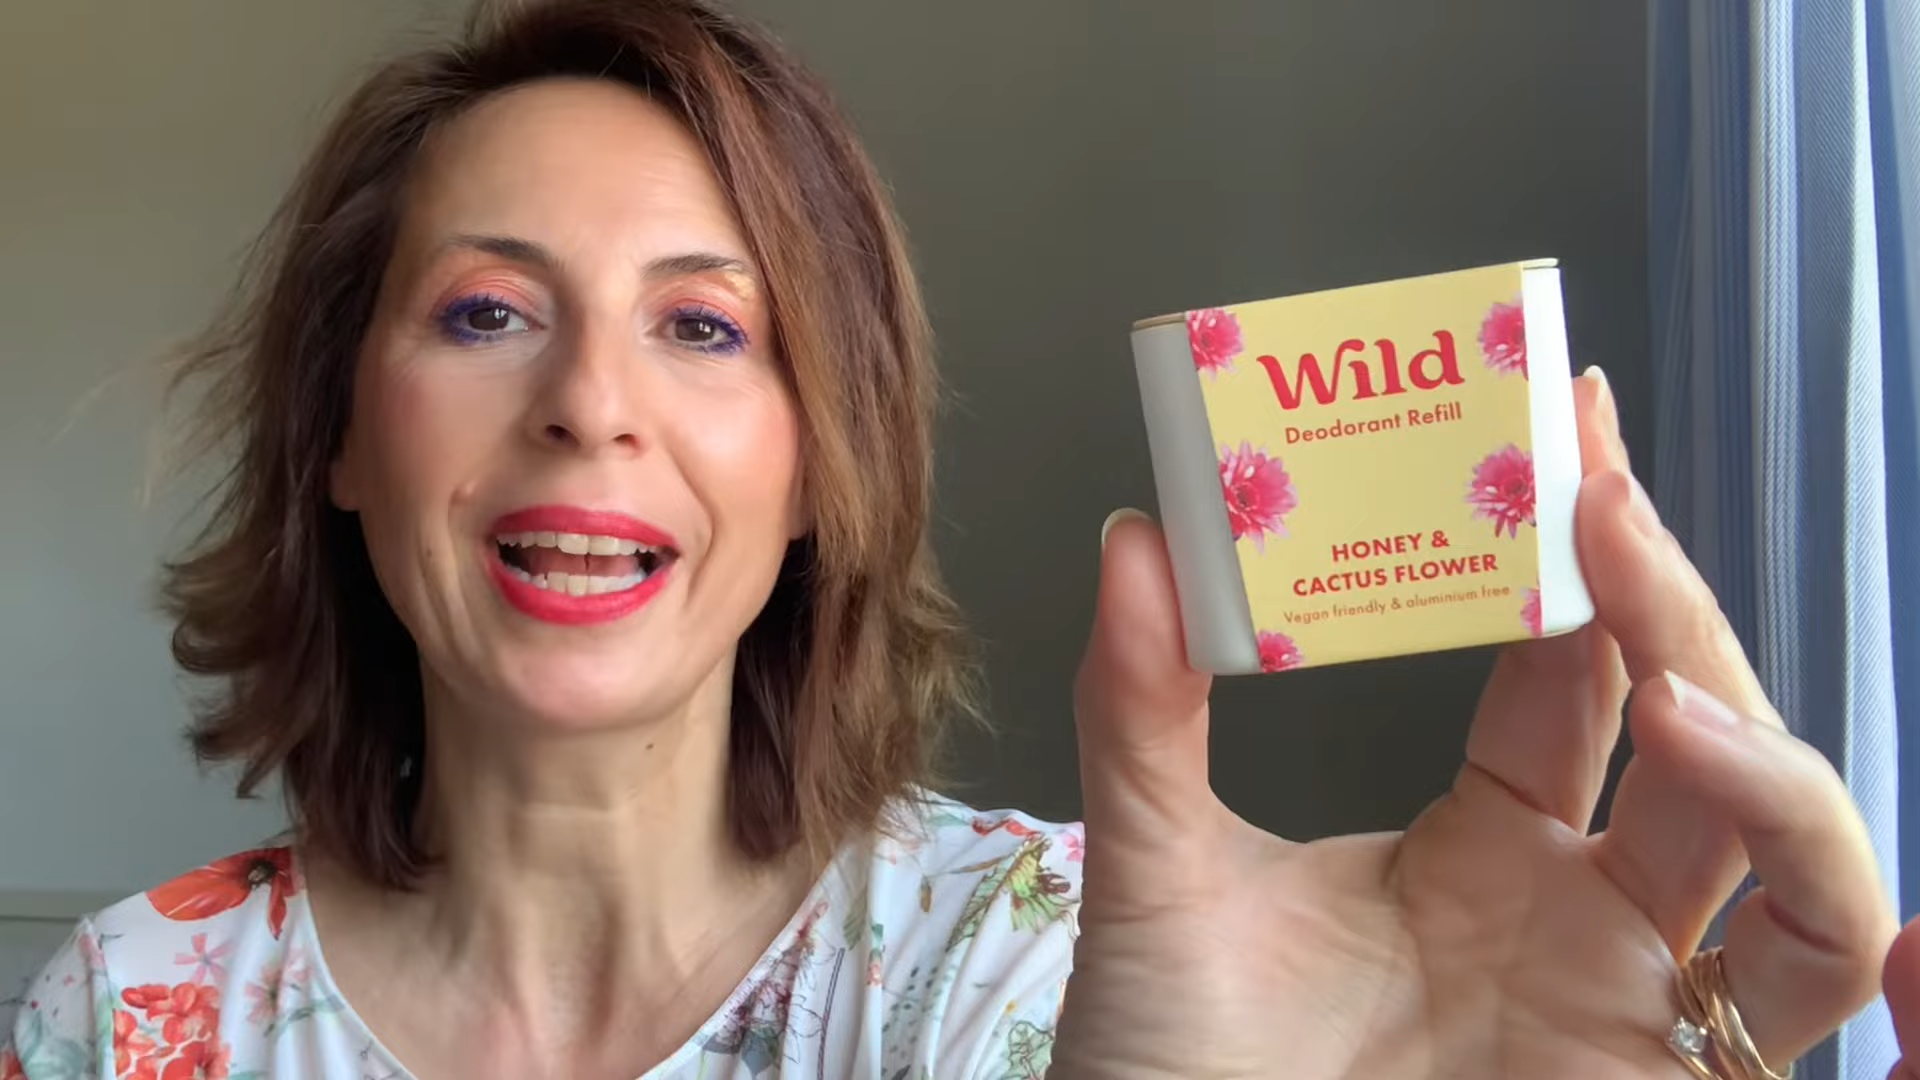 Wild
Deodorant Refill
HONEY &
CACTUS FLOWER
Vegan friendly & aluminium free